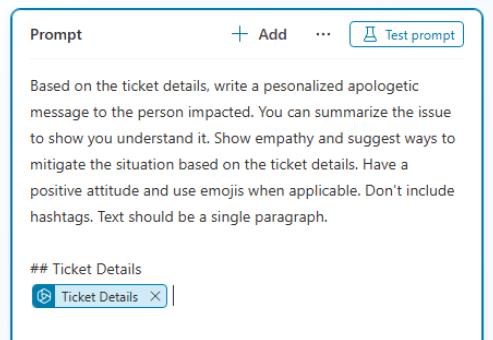 Prompt + Add ... Test prompt
Based on the ticket details, write a pesonalized apologetic
message to the person impacted. You can summarize the issue
to show you understand it. Show empathy and suggest ways to
mitigate the situation based on the ticket details. Have a
positive attitude and use emojis when applicable. Don't include
hashtags. Text should be a single paragraph.
## Ticket Details
Ticket Details ×